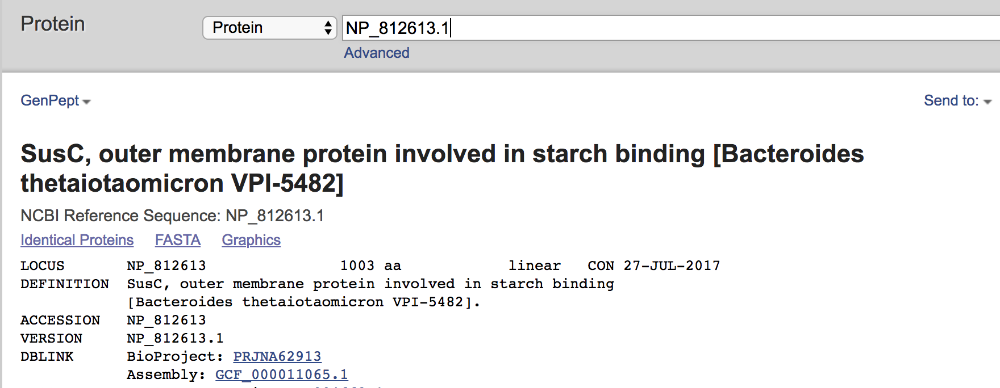 Protein
Protein
NP_812613.1
Advanced
GenPept
Send to:
SusC, outer membrane protein involved in starch binding [Bacteroides
thetaiotaomicron VPI-5482]
NCBI Reference Sequence: NP_812613.1
Identical Proteins FASTA Graphics
LOCUS NP_812613 1003 aa linear CON 27-JUL-2017
DEFINITION SusC, outer membrane protein involved in starch binding
[Bacteroides thetaiotaomicron VPI-5482].
ACCESSION NP_812613
VERSION NP_812613.1
DBLINK BioProject: PRJNA62913
Assembly: GCF_000011065.1